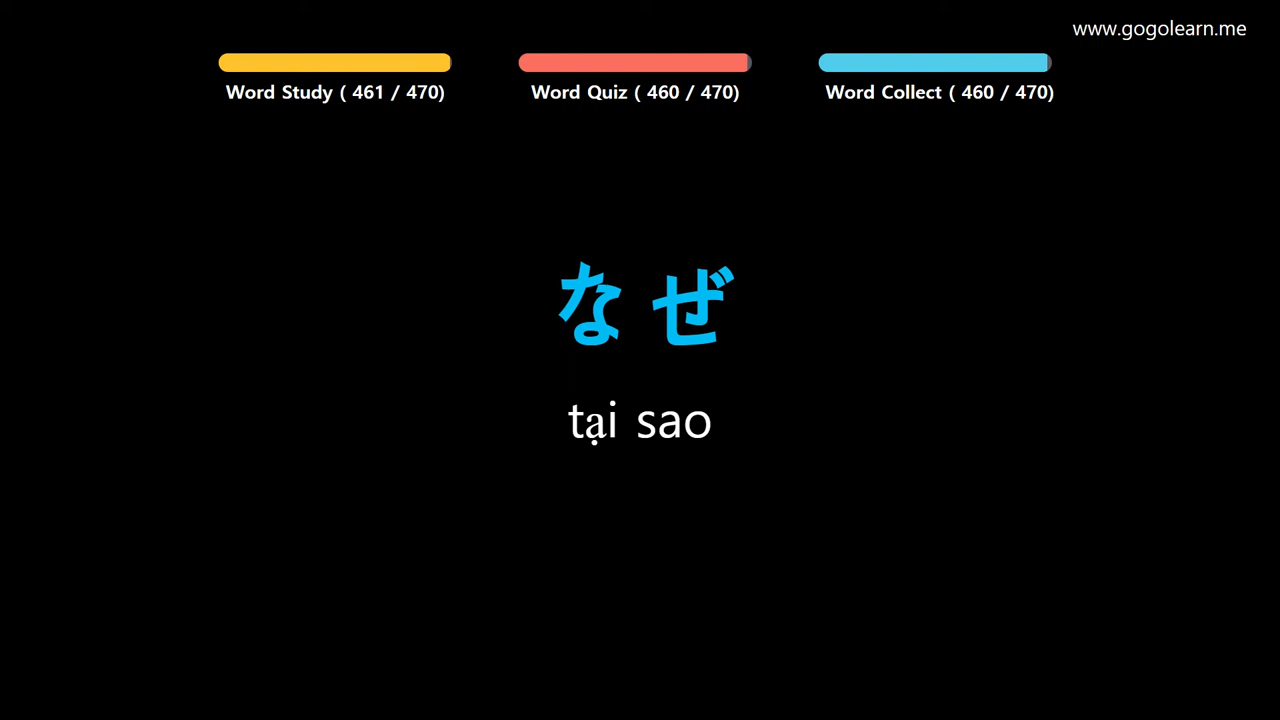 www.gogolearn.me
Word Study ( 461 / 470) Word Quiz ( 460 / 470) Word Collect ( 460 / 470)
なぜ
tại sao